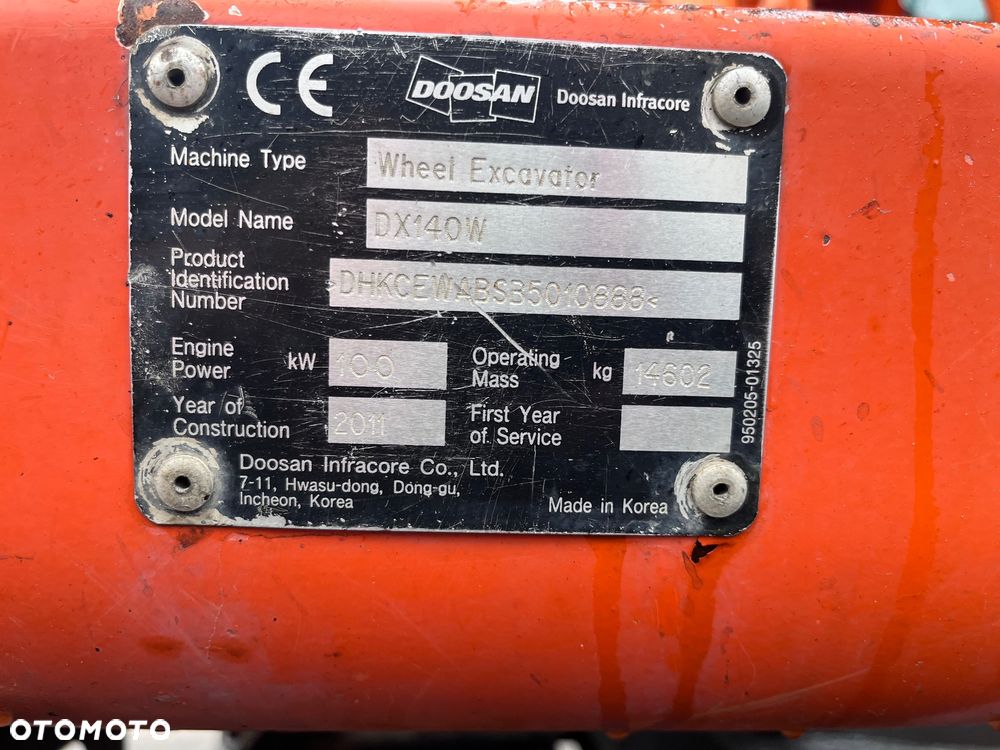 CE DOOSAN Doosan Infracore
Machine Type Wheel Excavator
Model Name DX140W
Product
Identification
Number
Engine
Power kW 100
Operating
Mass kg 14602
Year of
Construction 2011
First Year
of Service
950205-01325
Doosan Infracore Co., Ltd.
7-11, Hwasu-dong, Dong-gu,
Incheon, Korea
Made in Korea
OTOMOTO